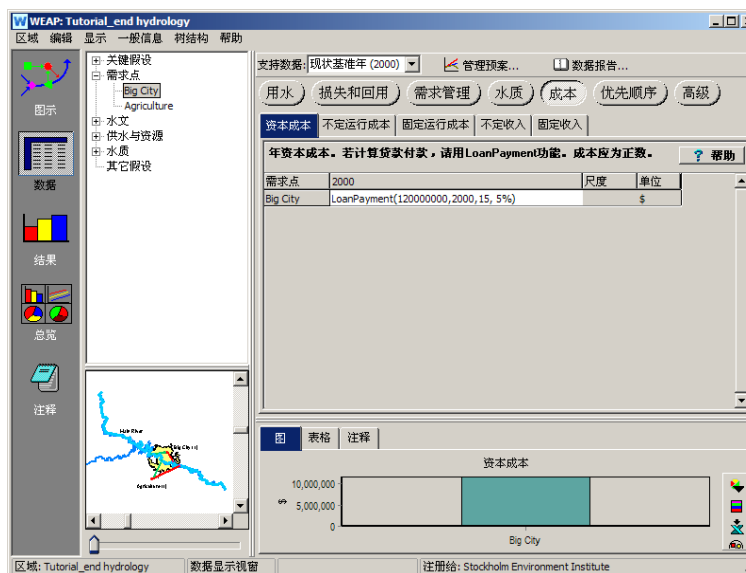 WEAP: Tutorial_end hydrology
区域 编辑 显示 一般信息 树结构 帮助
图示
数据
结果
总览
注释
关键假设
需求点
Big City
Agriculture
水文
供水与资源
水质
其它假设
支持数据: 现状基准年 (2000) 管理预案... 数据报告...
用水 损失和回用 需求管理 水质 成本 优先顺序 高级
资本成本 不定运行成本 固定运行成本 不定收入 固定收入
年资本成本。若计算贷款付款，请用LoanPayment功能。成本应为正数。 ? 帮助
需求点 2000 尺度 单位
Big City LoanPayment(120000000,2000,15, 5%) $
Main River
Big City
Agriculture
图 表格 注释
资本成本
10,000,000
5,000,000
0
$
Big City
区域: Tutorial_end hydrology 数据显示视窗 注册给: Stockholm Environment Institute